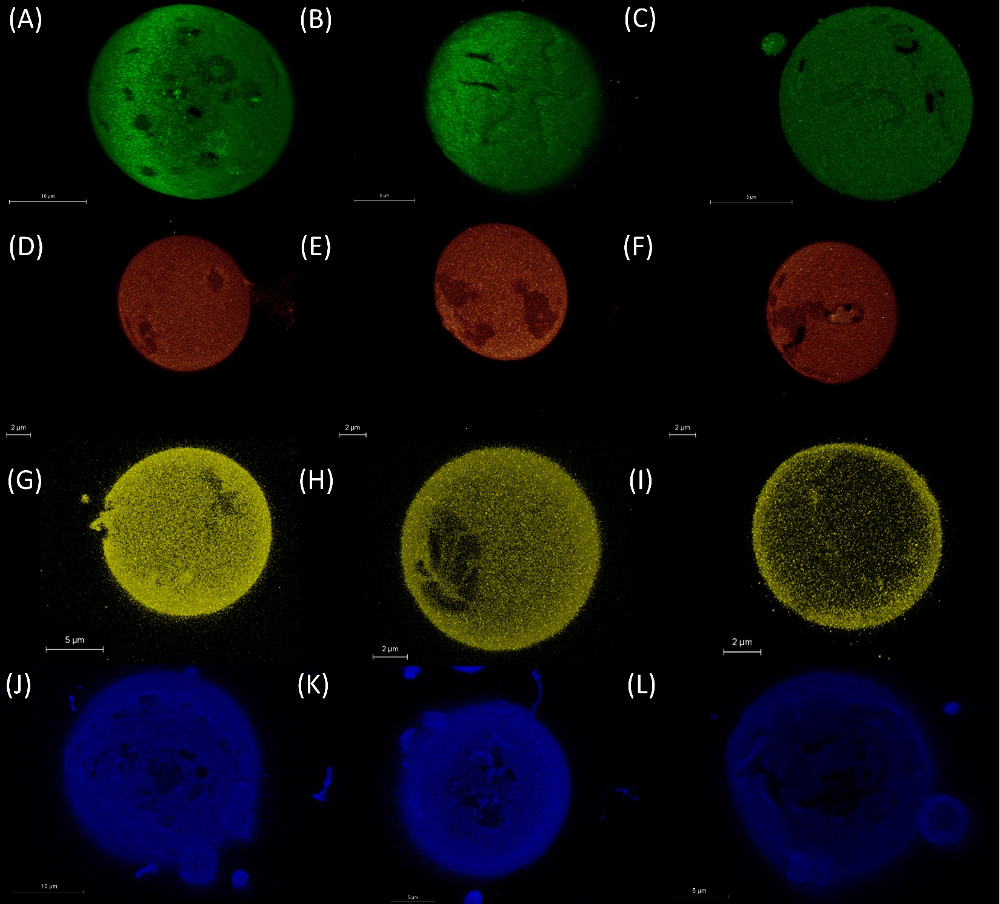 (A)
(B)
(C)
10 µm
5 µm
5 µm
(D)
(E)
(F)
2 µm
2 µm
2 µm
(G)
(H)
(I)
5 µm
2 µm
2 µm
(J)
(K)
(L)
10 µm
5 µm
5 µm